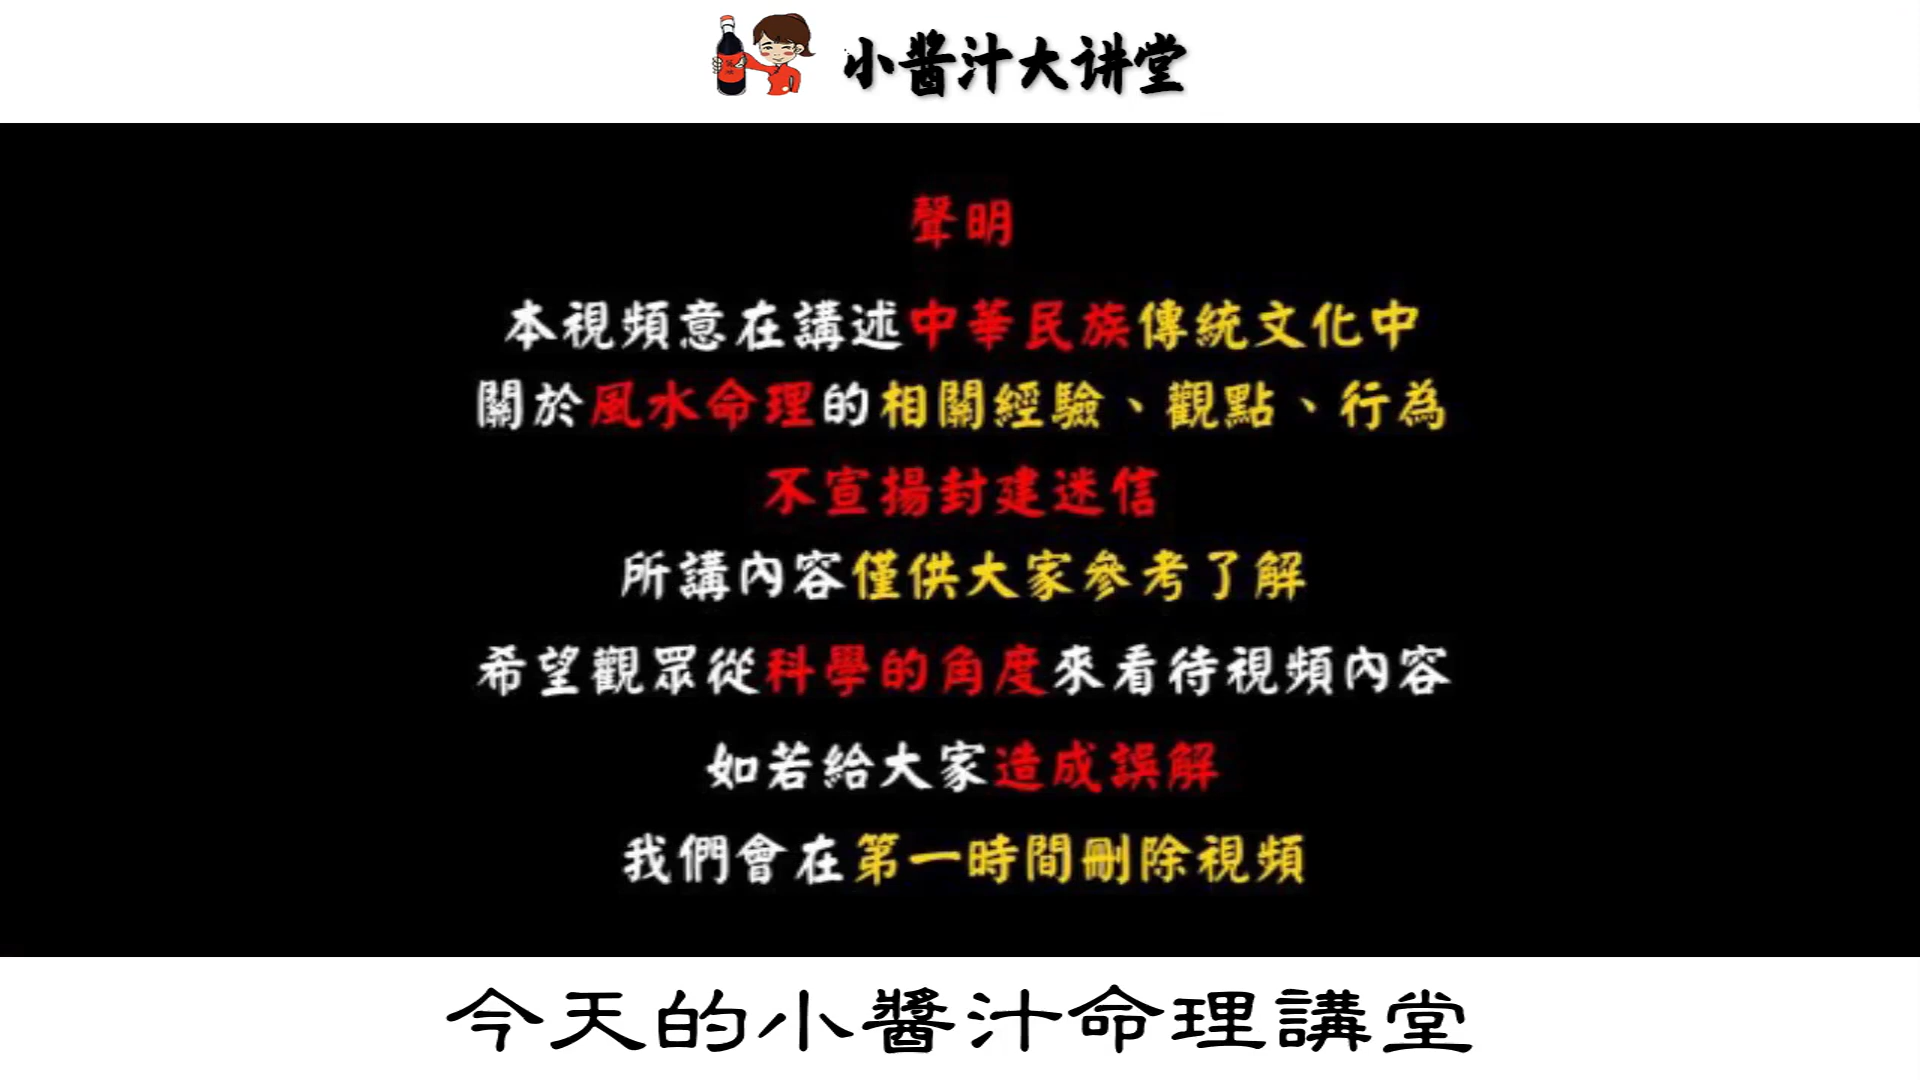 小醬汁大讲堂
聲明
本視頻意在講述中華民族傳統文化中
關於風水命理的相關經驗、觀點、行為
不宣揚封建迷信
所講內容僅供大家參考了解
希望觀眾從科學的角度來看待視頻內容
如若給大家造成誤解
我們會在第一時間刪除視頻
今天的小醬汁命理講堂